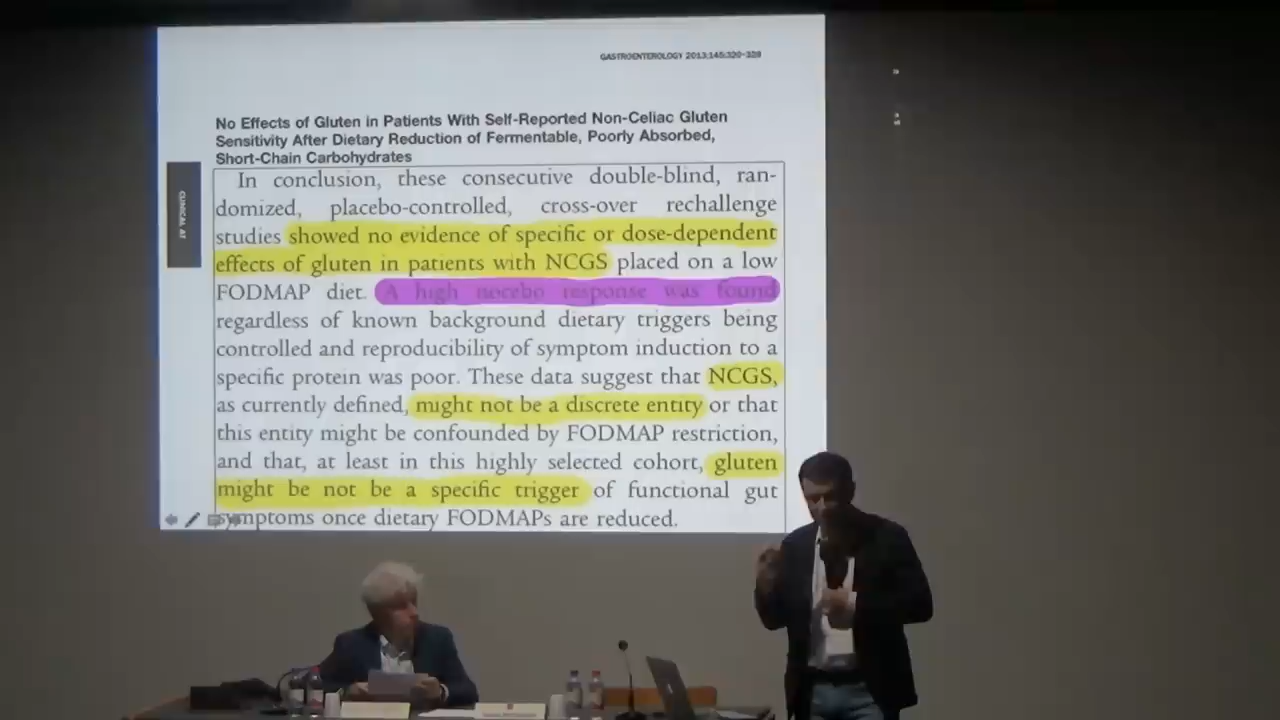 GASTROENTEROLOGY 2013;145:320–328
No Effects of Gluten in Patients With Self-Reported Non-Celiac Gluten
Sensitivity After Dietary Reduction of Fermentable, Poorly Absorbed,
Short-Chain Carbohydrates
CLINICAL AT
In conclusion, these consecutive double-blind, ran-
domized, placebo-controlled, cross-over rechallenge
studies showed no evidence of specific or dose-dependent
effects of gluten in patients with NCGS placed on a low
FODMAP diet. A high nocebo response was found
regardless of known background dietary triggers being
controlled and reproducibility of symptom induction to a
specific protein was poor. These data suggest that NCGS,
as currently defined, might not be a discrete entity or that
this entity might be confounded by FODMAP restriction,
and that, at least in this highly selected cohort, gluten
might be not be a specific trigger of functional gut
symptoms once dietary FODMAPs are reduced.